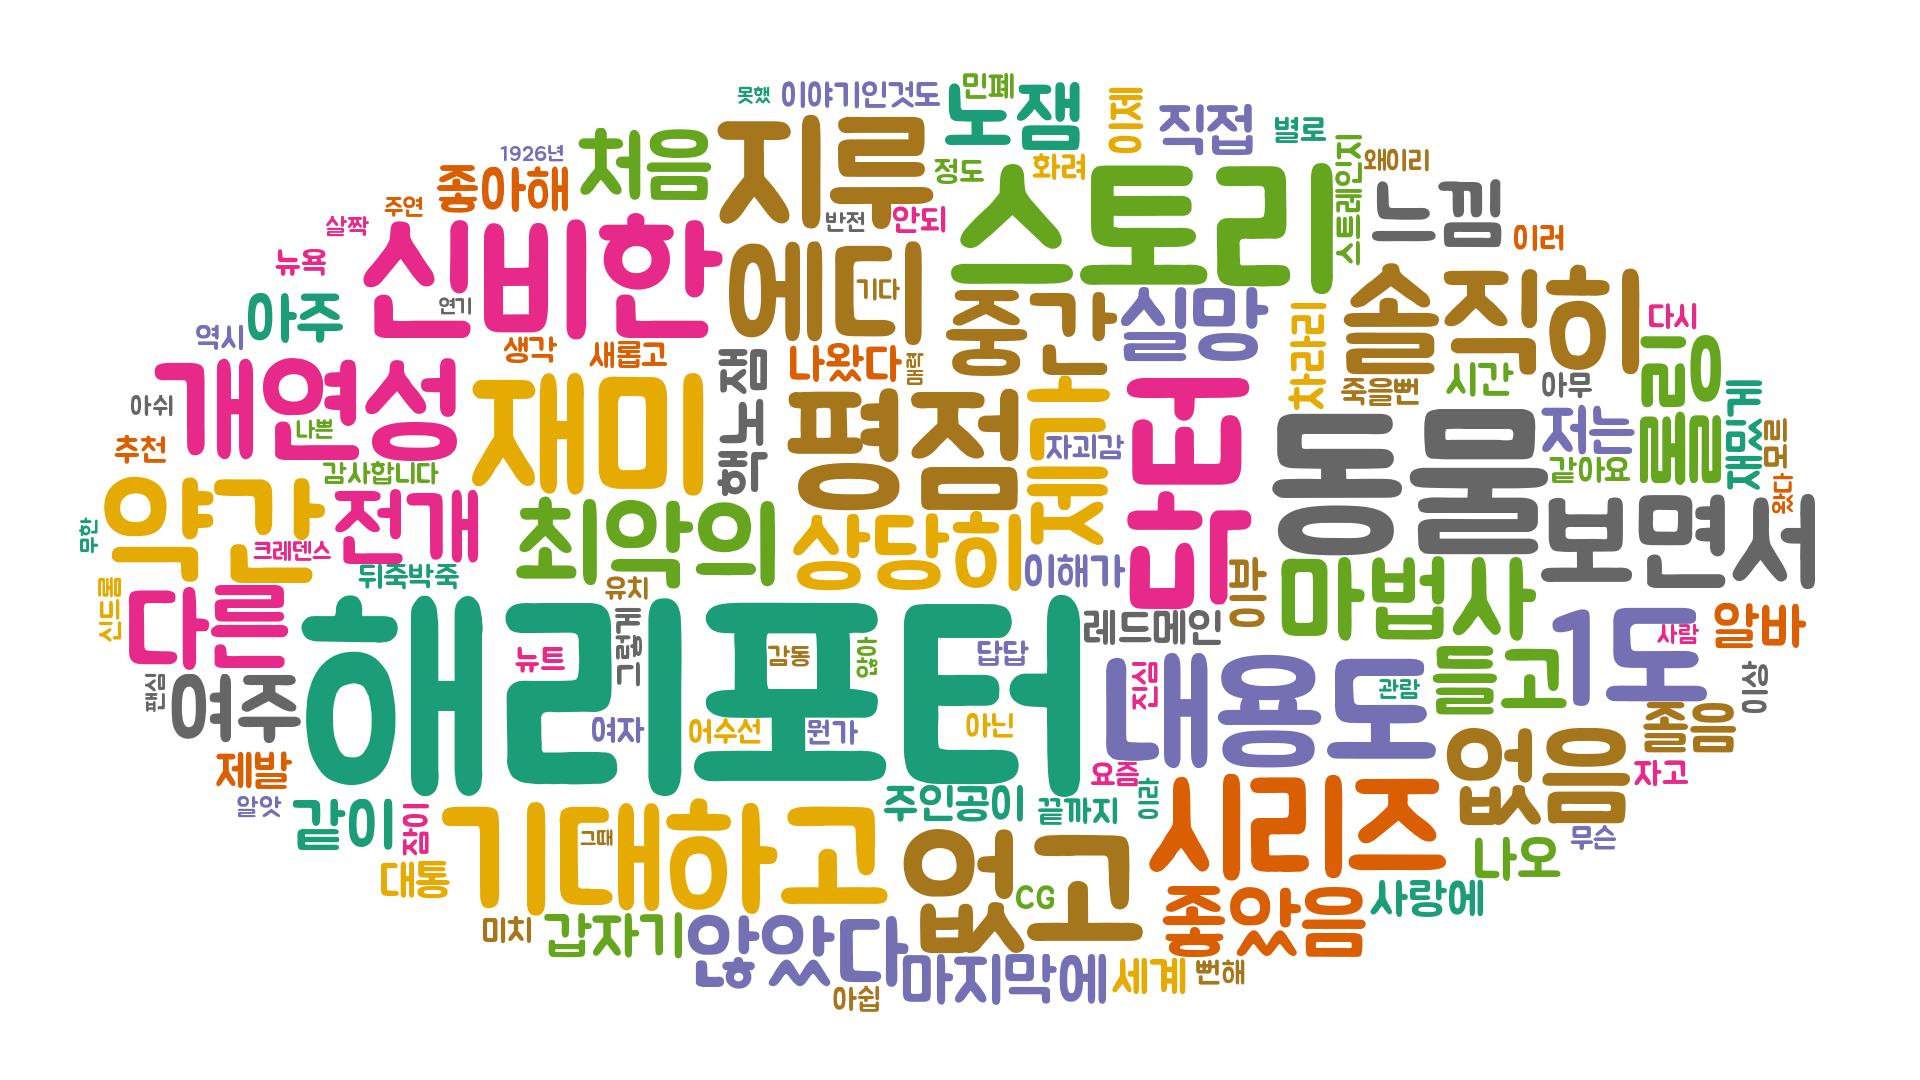 못했
이야기인것도
민폐
노잼
이제
직접
별로
1926년
처음
지루
정도
화려
스토리
스트레인지
왜이리
좋아해
주연
살짝
반전
안되
느낌
이러
뉴욕
신비한
에디
기다
연기
아주
역시
중간
실망
차라리
솔직히
다시
생각
새롭고
나왔다
매력
개연성
재미
핵노잼
평점
제다
닥터
죽을뻔
시간
아무
저는
재밌게
모르
아쉬
나쁜
추천
자괴감
동물
같아요
왔다
감사합니다
약간
전개
최악의
상당히
이해가
보면서
무한
크레덴스
뒤죽박죽
유치
마법사
신드롬
다른
그렇게
레드메인
1도
사람
알바
해리포터
뉴트
감동
않아
답답
내용도
진심
관람
들고
이상
팬심
여주
여자
어수선
뭔가
아닌
없음
좋음
제발
요즘
자고
알았
같이
잠이
주인공이
끝까지
이라
시리즈
무슨
기대하고
그때
없고
CG
나오
대통
좋았음
사랑에
미치
갑자기
않았다
마지막에
세계
뻔해
아쉽